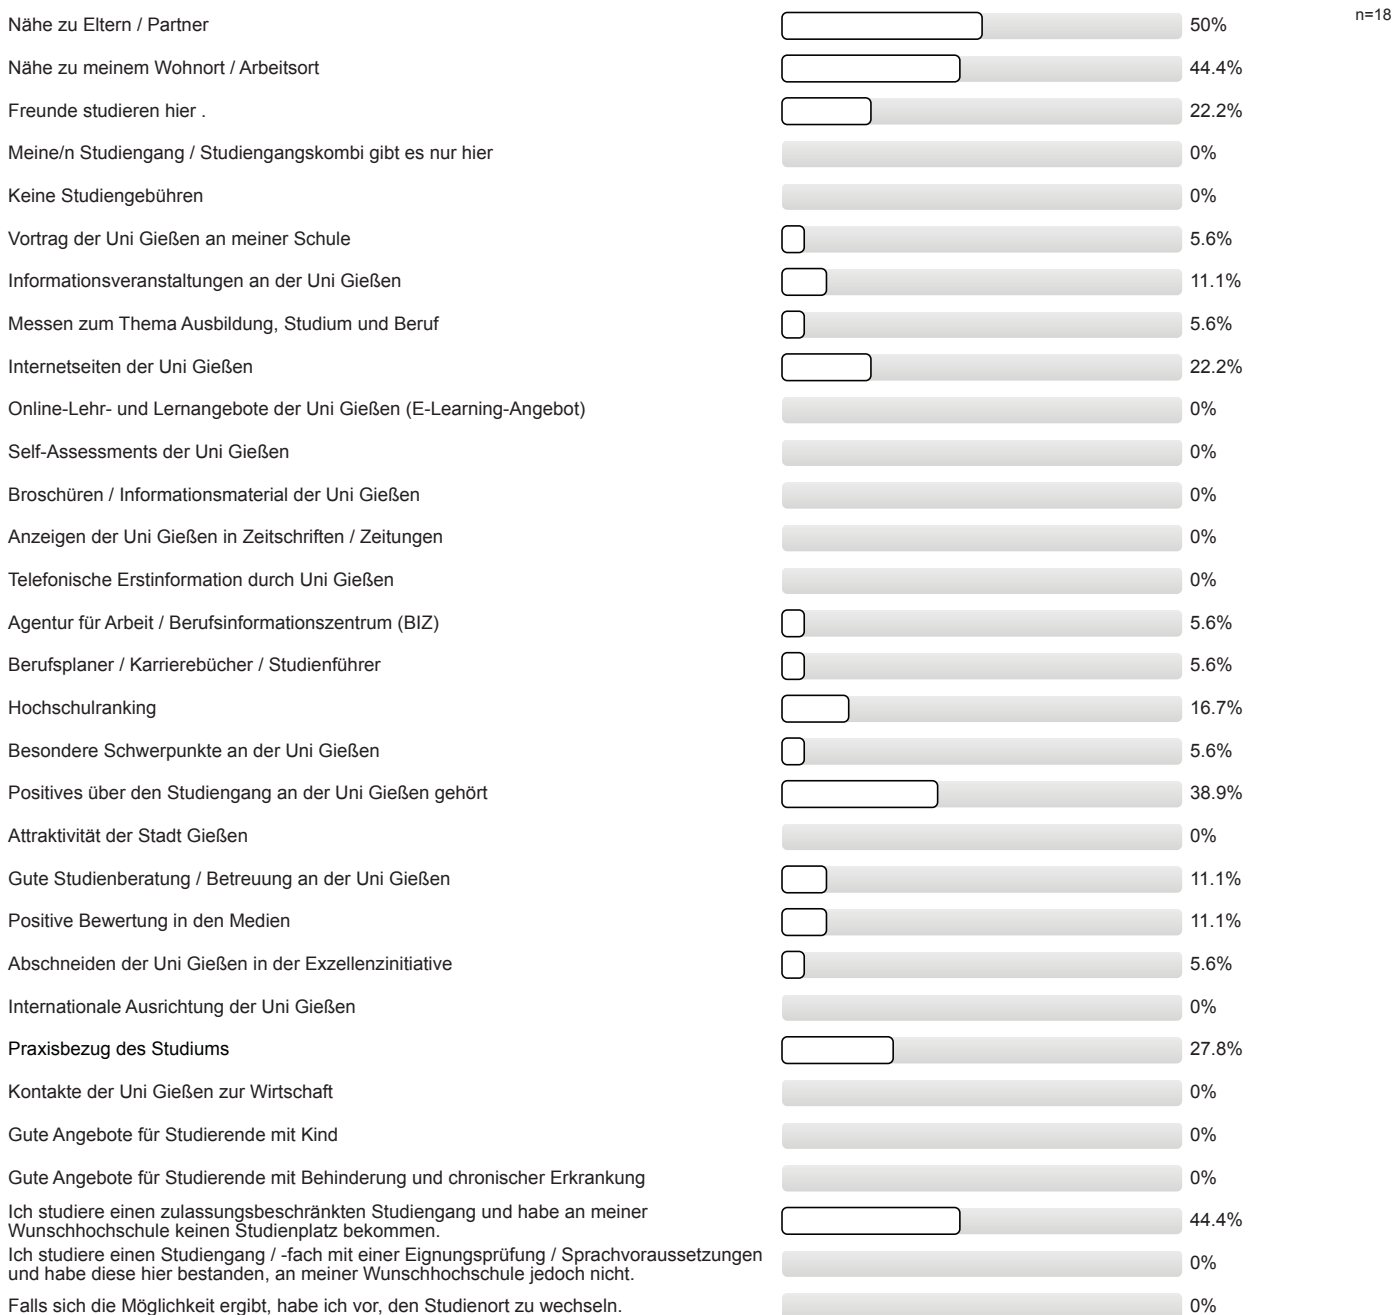 Nähe zu Eltern / Partner 50% n=18
Nähe zu meinem Wohnort / Arbeitsort 44.4%
Freunde studieren hier . 22.2%
Meine/n Studiengang / Studiengangskombi gibt es nur hier 0%
Keine Studiengebühren 0%
Vortrag der Uni Gießen an meiner Schule 5.6%
Informationsveranstaltungen an der Uni Gießen 11.1%
Messen zum Thema Ausbildung, Studium und Beruf 5.6%
Internetseiten der Uni Gießen 22.2%
Online-Lehr- und Lernangebote der Uni Gießen (E-Learning-Angebot) 0%
Self-Assessments der Uni Gießen 0%
Broschüren / Informationsmaterial der Uni Gießen 0%
Anzeigen der Uni Gießen in Zeitschriften / Zeitungen 0%
Telefonische Erstinformation durch Uni Gießen 0%
Agentur für Arbeit / Berufsinformationszentrum (BIZ) 5.6%
Berufsplaner / Karrierebücher / Studienführer 5.6%
Hochschulranking 16.7%
Besondere Schwerpunkte an der Uni Gießen 5.6%
Positives über den Studiengang an der Uni Gießen gehört 38.9%
Attraktivität der Stadt Gießen 0%
Gute Studienberatung / Betreuung an der Uni Gießen 11.1%
Positive Bewertung in den Medien 11.1%
Abschneiden der Uni Gießen in der Exzellenzinitiative 5.6%
Internationale Ausrichtung der Uni Gießen 0%
Praxisbezug des Studiums 27.8%
Kontakte der Uni Gießen zur Wirtschaft 0%
Gute Angebote für Studierende mit Kind 0%
Gute Angebote für Studierende mit Behinderung und chronischer Erkrankung 0%
Ich studiere einen zulassungsbeschränkten Studiengang und habe an meiner
Wunschhochschule keinen Studienplatz bekommen. 44.4%
Ich studiere einen Studiengang / -fach mit einer Eignungsprüfung / Sprachvoraussetzungen
und habe diese hier bestanden, an meiner Wunschhochschule jedoch nicht. 0%
Falls sich die Möglichkeit ergibt, habe ich vor, den Studienort zu wechseln. 0%